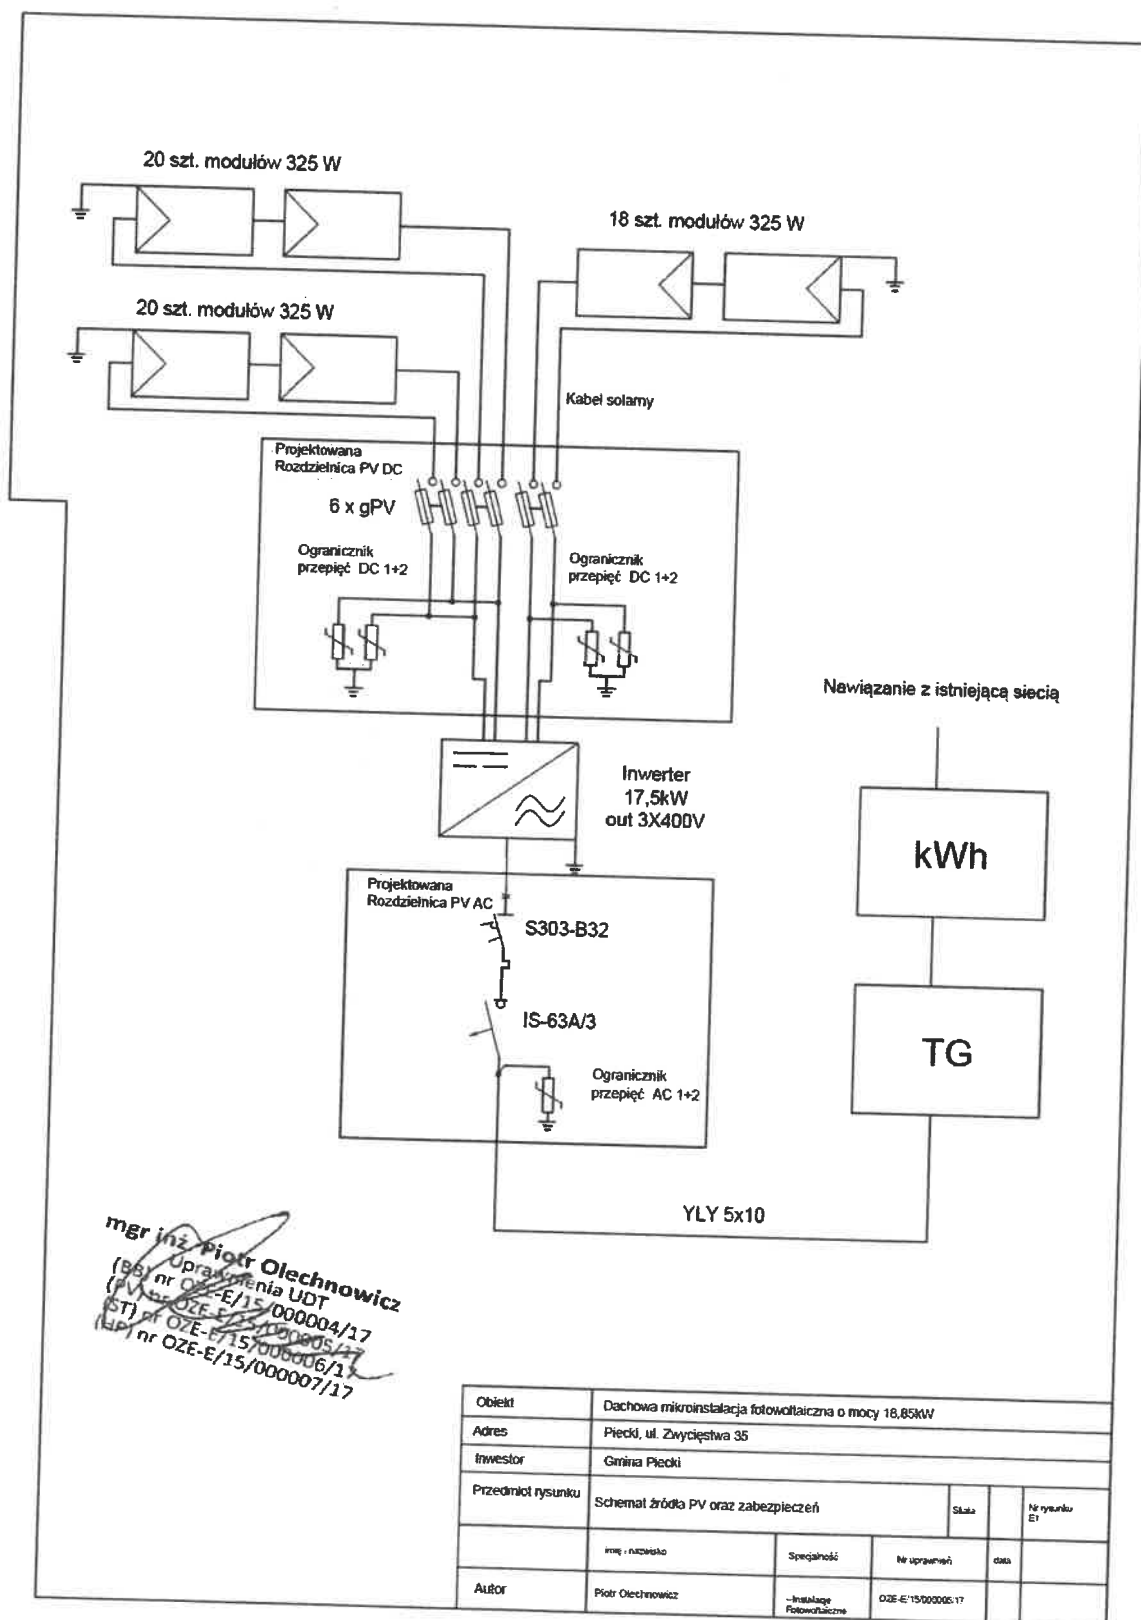 20 szt. modułów 325 W
18 szt. modułów 325 W
20 szt. modułów 325 W
Kabel solarny
Projektowana
Rozdzielnica PV DC
6 x gPV
Ogranicznik
przepięć DC 1+2
Ogranicznik
przepięć DC 1+2
Nawiązanie z istniejącą siecią
Inwerter
17,5kW
out 3X400V
kWh
Projektowana
Rozdzielnica PV AC
S303-B32
IS-63A/3
TG
Ogranicznik
przepięć AC 1+2
YLY 5x10
mgr inż. Piotr Olechnowicz
Uprawnienia UDT
(BB) nr OZE-E/15/000004/17
(PV) nr OZE-E/15/000005/17
(ST) nr OZE-E/15/000006/17
(HP) nr OZE-E/15/000007/17
Obiekt Dachowa mikroinstalacja fotowoltaiczna o mocy 18,85kW
Adres Piecki, ul. Zwycięstwa 35
Inwestor Gmina Piecki
Przedmiot rysunku Schemat źródła PV oraz zabezpieczeń Skala Nr rysunku
E1
imię i nazwisko Specjalność Nr uprawnień data
Autor Piotr Olechnowicz –Instalacje
Fotowoltaiczne
OZE-E/15/000005/17